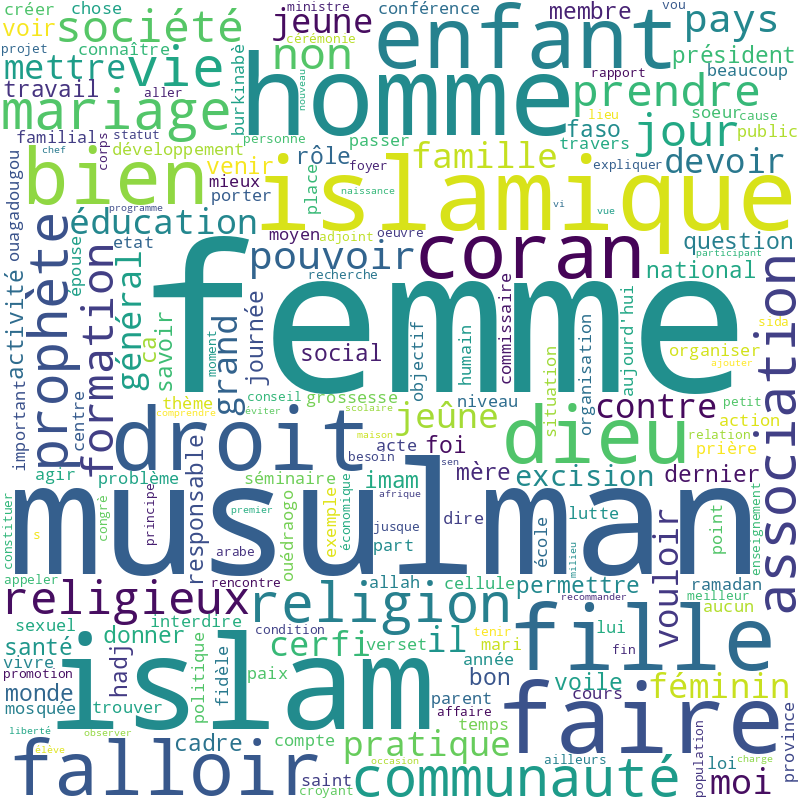 créer chose société jeune conférence ministre cérémonie membre vou pays
voir connaître enfant président
projet mettre vie non homme rapport beaucoup
travail aller burkinabè nouveau prendre soeur cause
mariage personne passer faso lieu jour public
familial statut chef corps développement rôle famille travers devoir
bien venir mieux foyer place islamique expliquer
ouagadougou programme porter naissance vi vue
prophète éducation moyen adjoint oeuvre coran question
etat épouse pouvoir recherche participant
activité formation général ça savoir grand journée femme commissaire national
important centre moment social objectif humain aujourd'hui organiser sida
conseil grossesse niveau situation organisation ajouter
thème éviter scolaire jeûne contre petit association
comprendre droit maison acte foi dieu action
agir problème responsable besoin sen relation prière
séminaire imam mère excision dernier
constituer musulman exemple afrique
s congrè principe premier ouédraogo économique jusque dire école lutte point enseignement
arabe part milieu vouloir
appeler rencontre allah cellule permettre ramadan meilleur
religieux religion recommander aucun
sexuel interdire condition verset il tenir lui fille
santé donner hadj politique cerfi mari fin
vivre fidèle paix année bon voile féminin
promotion islam parent cours
monde mosquée trouver affaire faire
liberté observer compte temps province
élève cadre pratique ailleurs population loi
falloir saint occasion communauté charge moi
croyant